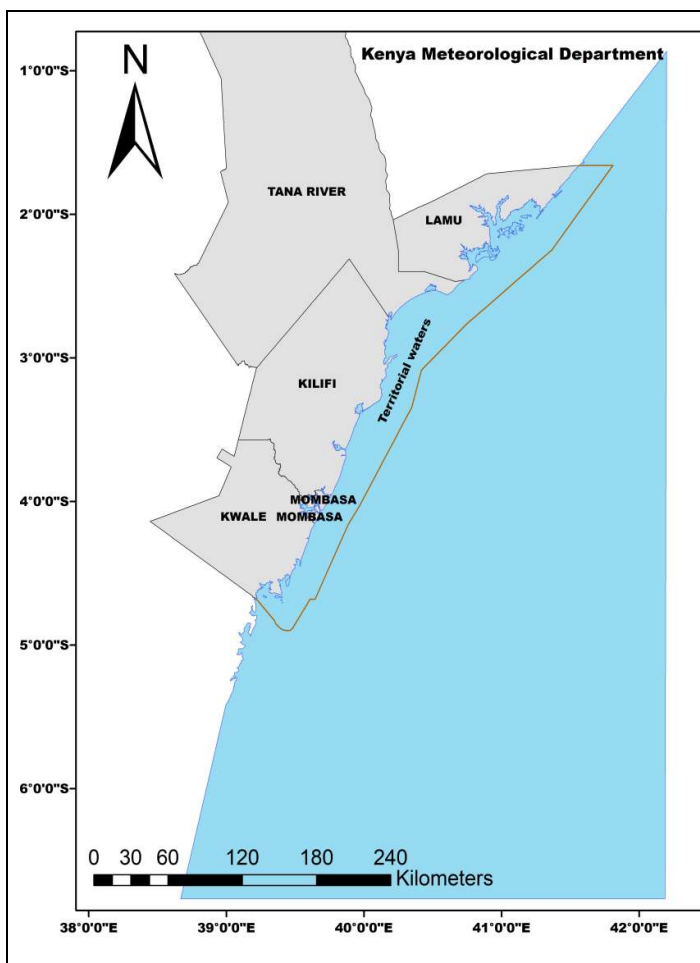 Kenya Meteorological Department
N
1°0'0"S
2°0'0"S
3°0'0"S
4°0'0"S
5°0'0"S
6°0'0"S
TANA RIVER
LAMU
Territorial waters
KILIFI
MOMBASA
KWALE MOMBASA
0 30 60 120 180 240
Kilometers
38°0'0"E 39°0'0"E 40°0'0"E 41°0'0"E 42°0'0"E